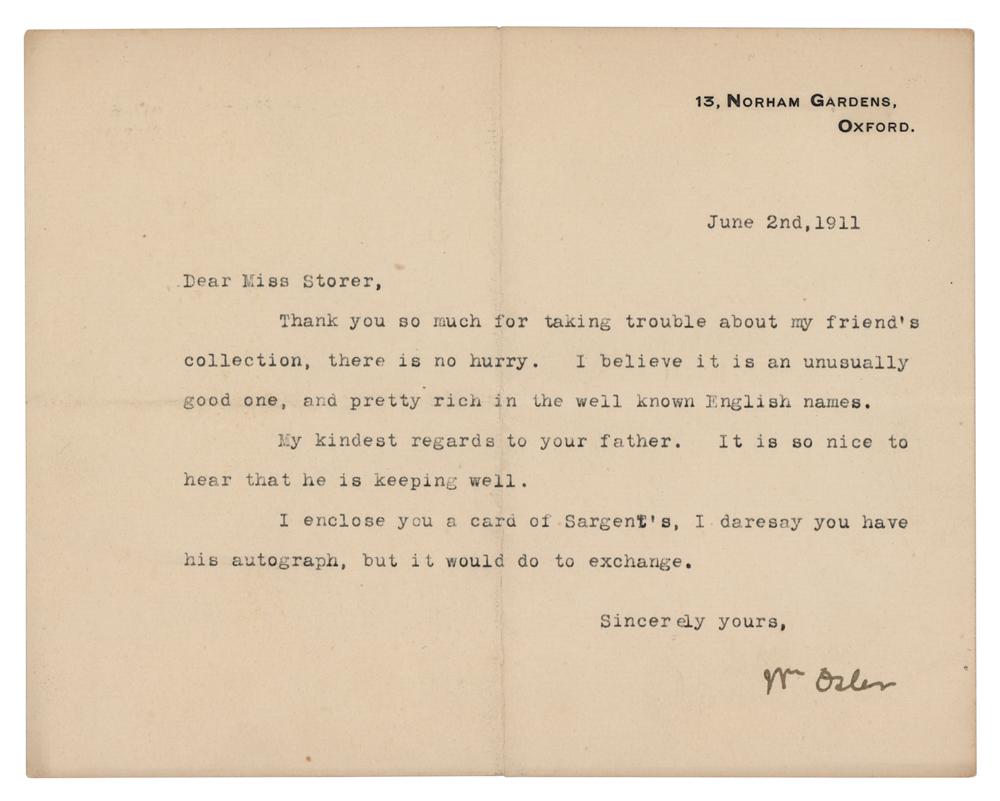 13, NORHAM GARDENS,
OXFORD.
June 2nd,1911
Dear Miss Storer,
Thank you so much for taking trouble about my friend's
collection, there is no hurry. I believe it is an unusually
good one, and pretty rich in the well known English names.
My kindest regards to your father. It is so nice to
hear that he is keeping well.
I enclose you a card of Sargent's, I daresay you have
his autograph, but it would do to exchange.
Sincerely yours,
Wm Osler